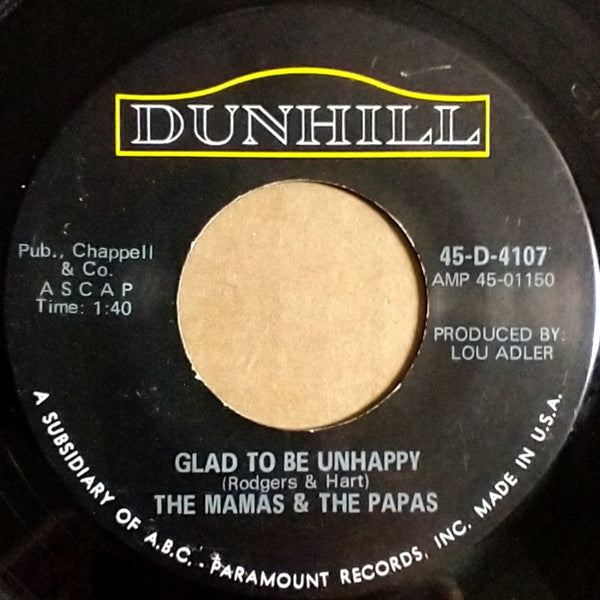 DUNHILL
Pub., Chappell
& Co.
ASCAP
Time: 1:40
45-D-4107
AMP 45-01150
PRODUCED BY:
LOU ADLER
GLAD TO BE UNHAPPY
(Rodgers & Hart)
THE MAMAS & THE PAPAS
A SUBSIDIARY OF A.B.C.-PARAMOUNT RECORDS, INC. MADE IN U.S.A.